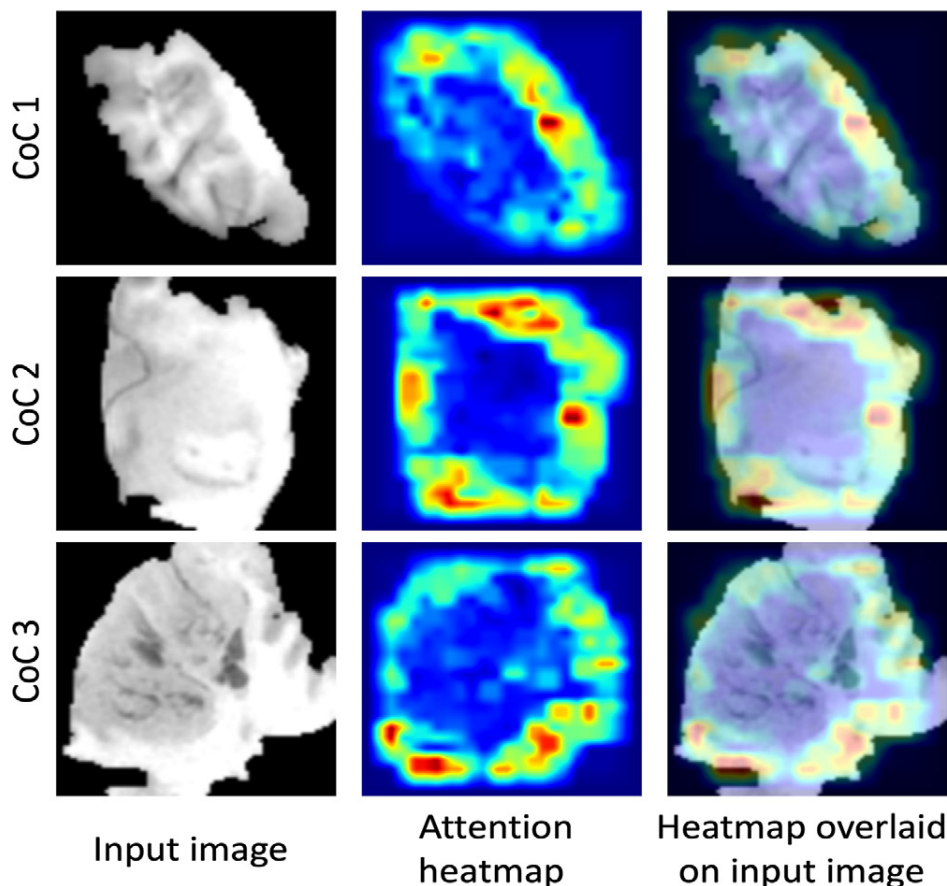 CoC 1
CoC 2
CoC 3
Input image
Attention
heatmap
Heatmap overlaid
on input image